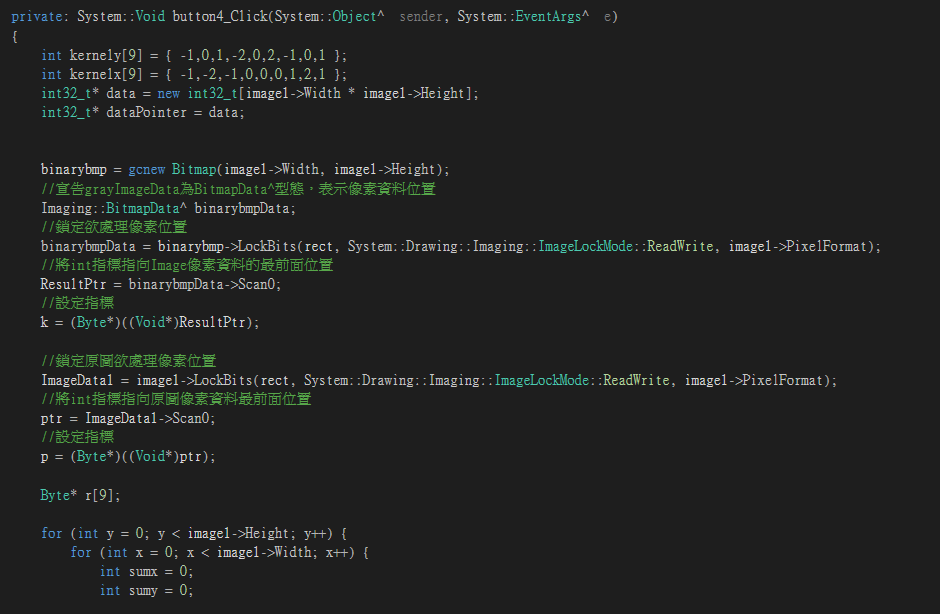 private: System::Void button4_Click(System::Object^  sender, System::EventArgs^  e)
{
    int kernely[9] = { -1,0,1,-2,0,2,-1,0,1 };
    int kernelx[9] = { -1,-2,-1,0,0,0,1,2,1 };
    int32_t* data = new int32_t[image1->Width * image1->Height];
    int32_t* dataPointer = data;
    binarybmp = gcnew Bitmap(image1->Width, image1->Height);
    //宣告grayImageData為BitmapData^型態，表示像素資料位置
    Imaging::BitmapData^ binarybmpData;
    //鎖定欲處理像素位置
    binarybmpData = binarybmp->LockBits(rect, System::Drawing::Imaging::ImageLockMode::ReadWrite, image1->PixelFormat);
    //將int指標指向Image像素資料的最前面位置
    ResultPtr = binarybmpData->Scan0;
    //設定指標
    k = (Byte*)((Void*)ResultPtr);
    //鎖定原圖欲處理像素位置
    ImageData1 = image1->LockBits(rect, System::Drawing::Imaging::ImageLockMode::ReadWrite, image1->PixelFormat);
    //將int指標指向原圖像素資料最前面位置
    ptr = ImageData1->Scan0;
    //設定指標
    p = (Byte*)((Void*)ptr);
    Byte* r[9];
    for (int y = 0; y < image1->Height; y++) {
        for (int x = 0; x < image1->Width; x++) {
            int sumx = 0;
            int sumy = 0;